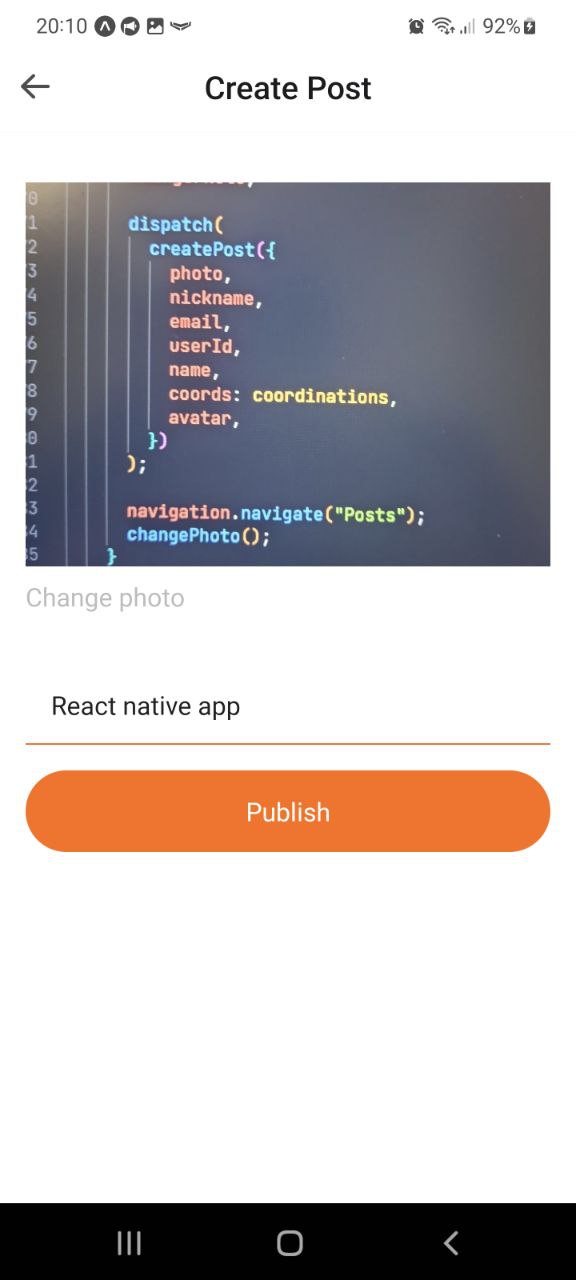 20:10 92%
Create Post
0
1 dispatch(
2 createPost({
3 photo,
4 nickname,
5 email,
6 userId,
7 name,
8 coords: coordinations,
9 avatar,
0 })
1 );
2
3 navigation.navigate("Posts");
4 changePhoto();
5 }
Change photo
React native app
Publish